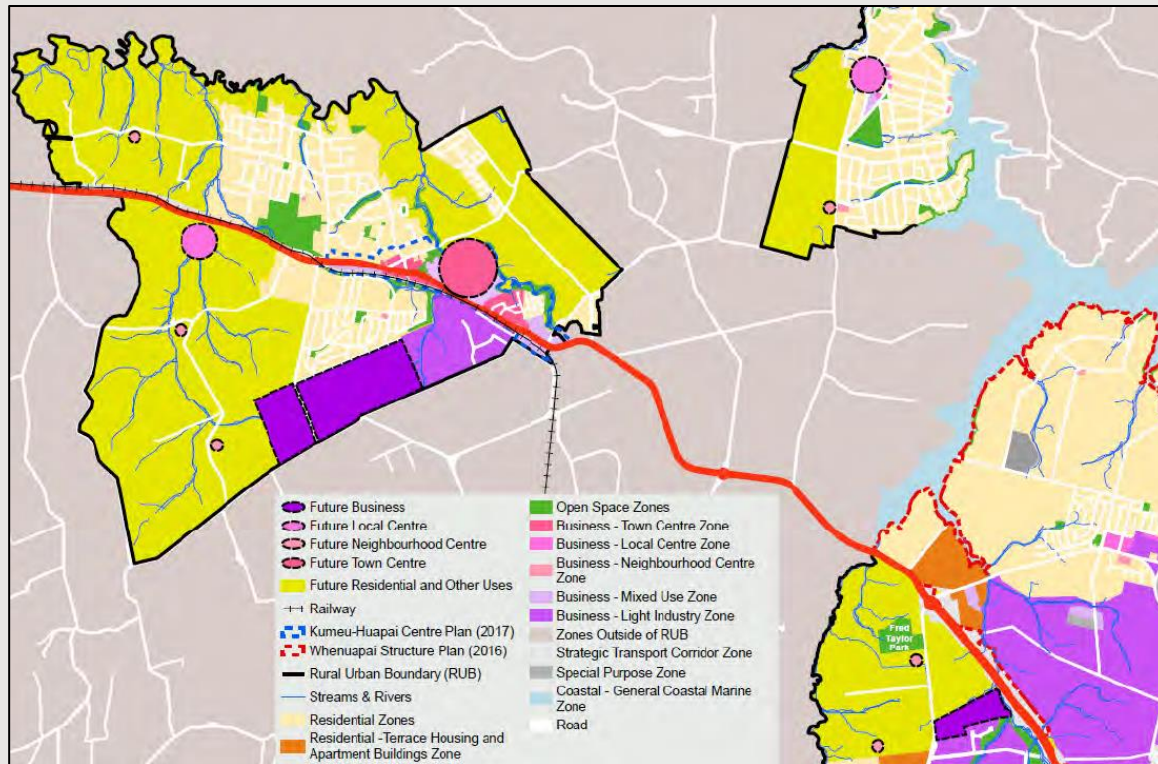 Fred
Taylor
Park
Future Business
Future Local Centre
Future Neighbourhood Centre
Future Town Centre
Future Residential and Other Uses
Railway
Kumeu-Huapai Centre Plan (2017)
Whenuapai Structure Plan (2016)
Rural Urban Boundary (RUB)
Streams & Rivers
Residential Zones
Residential -Terrace Housing and
Apartment Buildings Zone
Open Space Zones
Business - Town Centre Zone
Business - Local Centre Zone
Business - Neighbourhood Centre
Zone
Business - Mixed Use Zone
Business - Light Industry Zone
Zones Outside of RUB
Strategic Transport Corridor Zone
Special Purpose Zone
Coastal - General Coastal Marine
Zone
Road